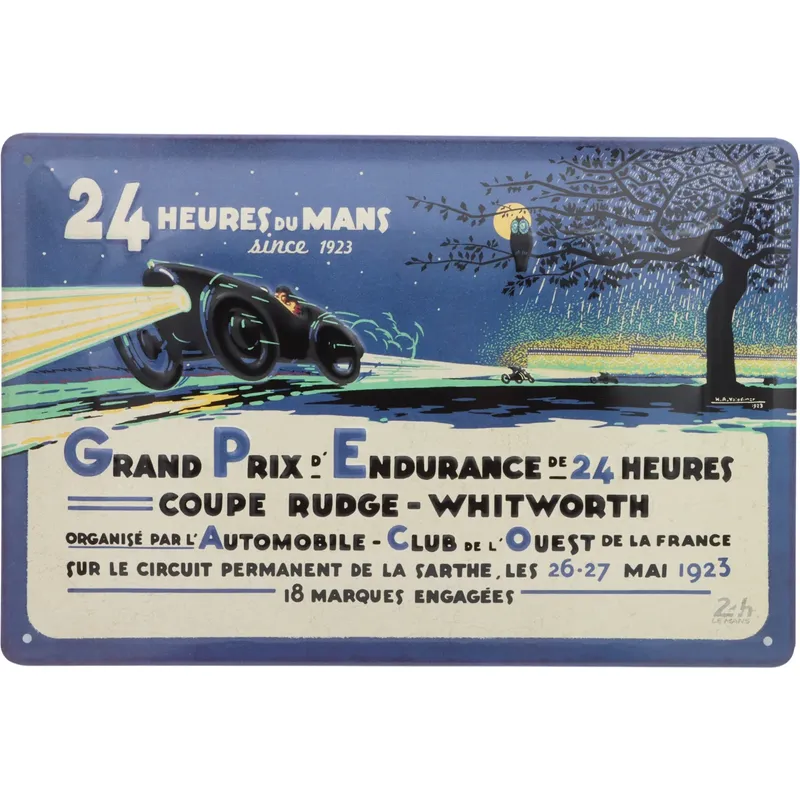 24 HEURES DU MANS
since 1923
GRAND PRIX D'ENDURANCE DE 24 HEURES
COUPE RUDGE-WHITWORTH
ORGANISÉ PAR L'AUTOMOBILE-CLUB DE L'OUEST DE LA FRANCE
SUR LE CIRCUIT PERMANENT DE LA SARTHE, LES 26-27 MAI 1923
18 MARQUES ENGAGÉES
24h
LE MANS